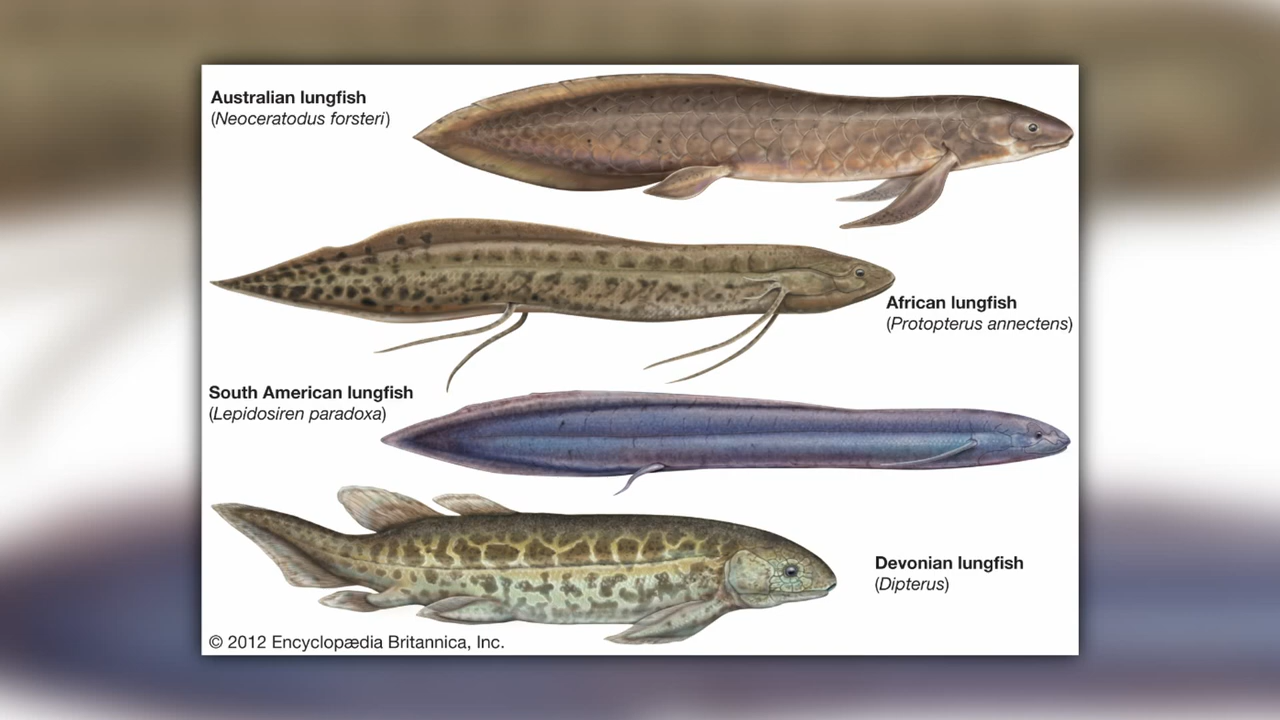 Australian lungfish
(Neoceratodus forsteri)
African lungfish
(Protopterus annectens)
South American lungfish
(Lepidosiren paradoxa)
Devonian lungfish
(Dipterus)
© 2012 Encyclopædia Britannica, Inc.